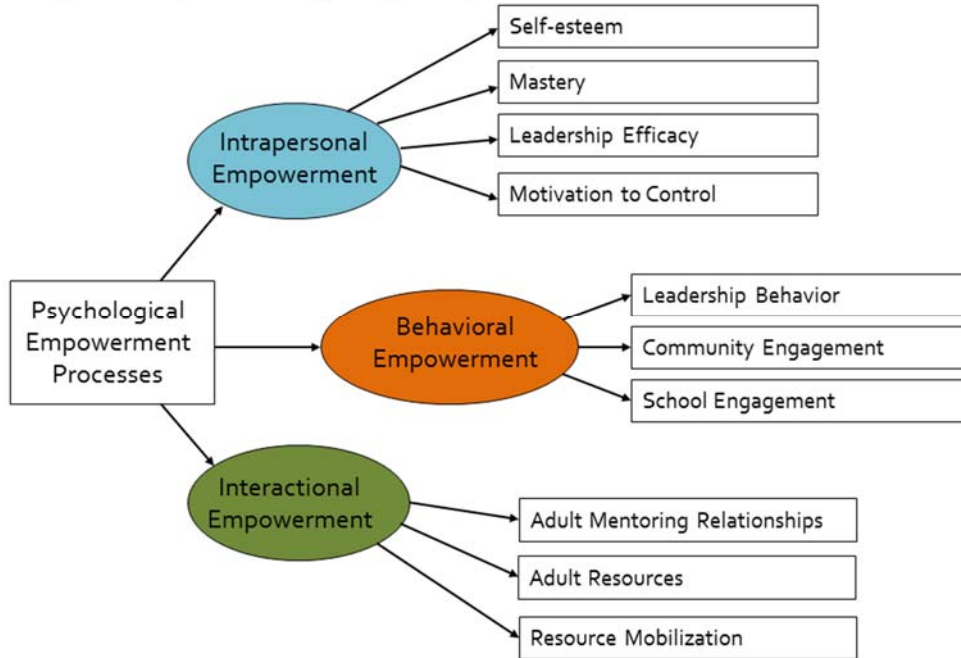 Self-esteem
Mastery
Leadership Efficacy
Motivation to Control
Intrapersonal
Empowerment
Psychological
Empowerment
Processes
Behavioral
Empowerment
Leadership Behavior
Community Engagement
School Engagement
Interactional
Empowerment
Adult Mentoring Relationships
Adult Resources
Resource Mobilization